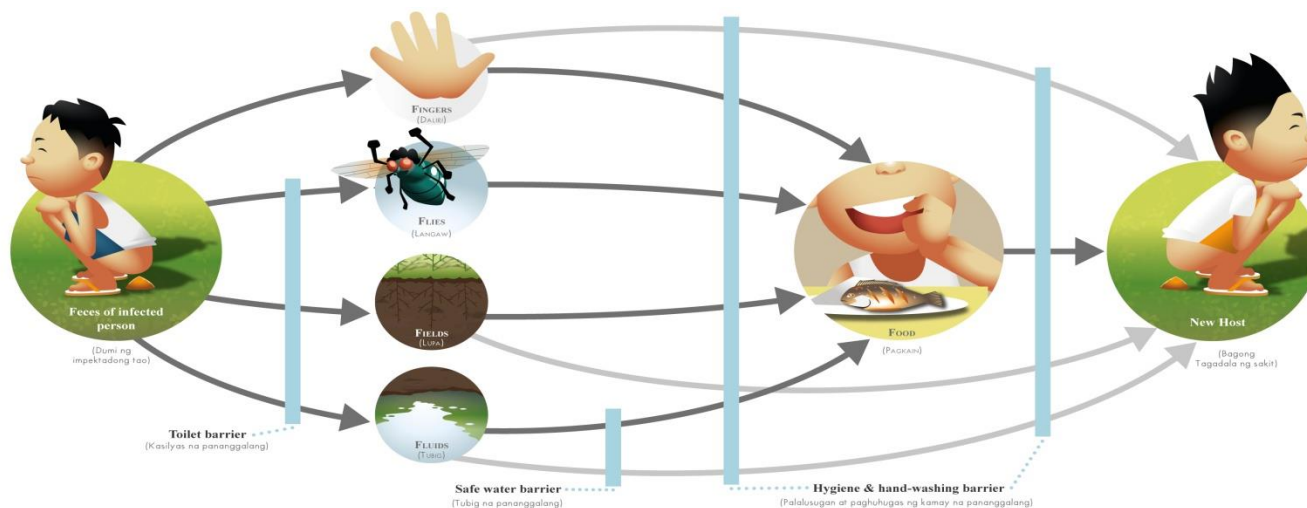 FINGERS
(DALIRI)
FLIES
(LANGAW)
Feces of infected
person
(Dumi ng
impektadong tao)
FIELDS
(LUPA)
FOOD
(PAGKAIN)
New Host
(Bagong
Tagadala ng sakit)
FLUIDS
(TUBIG)
Toilet barrier
(Kasilyas na pananggalang)
Safe water barrier
(Tubig na pananggalang)
Hygiene & hand-washing barrier
(Palalusugan at paghuhugas ng kamay na pananggalang)